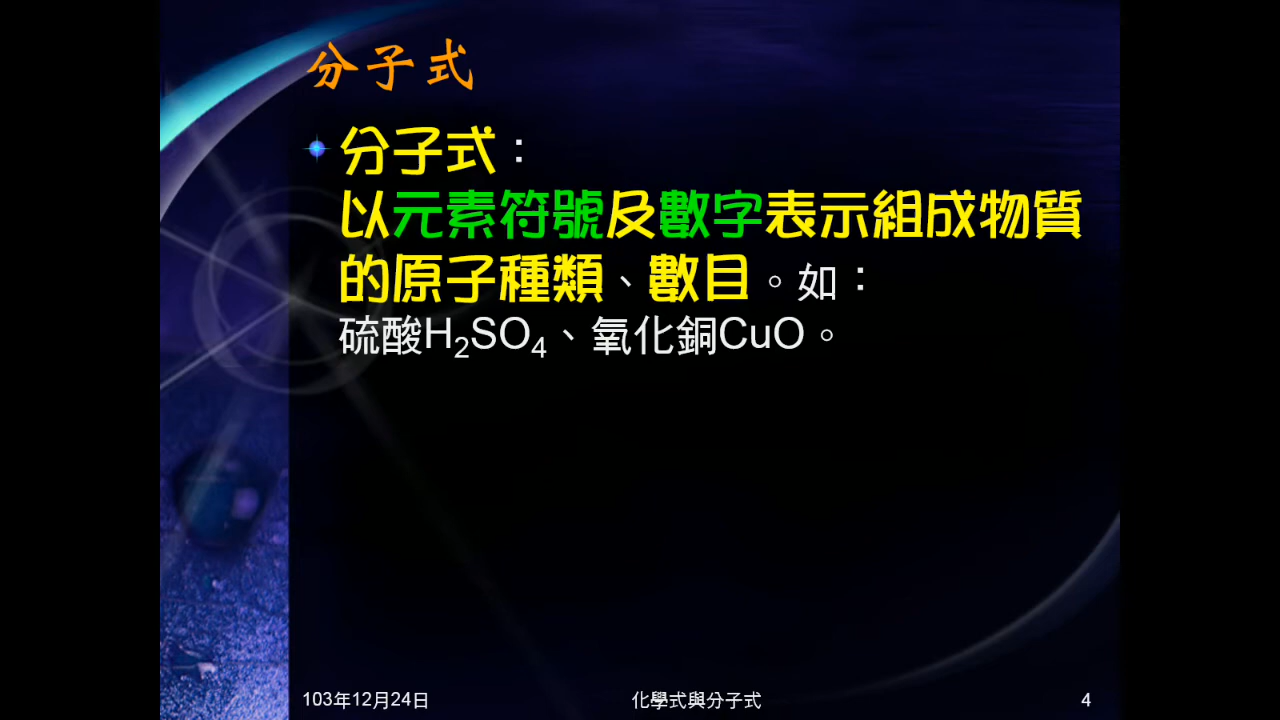 分子式
分子式：
以元素符號及數字表示組成物質
的原子種類、數目。如：
硫酸H₂SO₄、氧化銅CuO。
103年12月24日
化學式與分子式
4